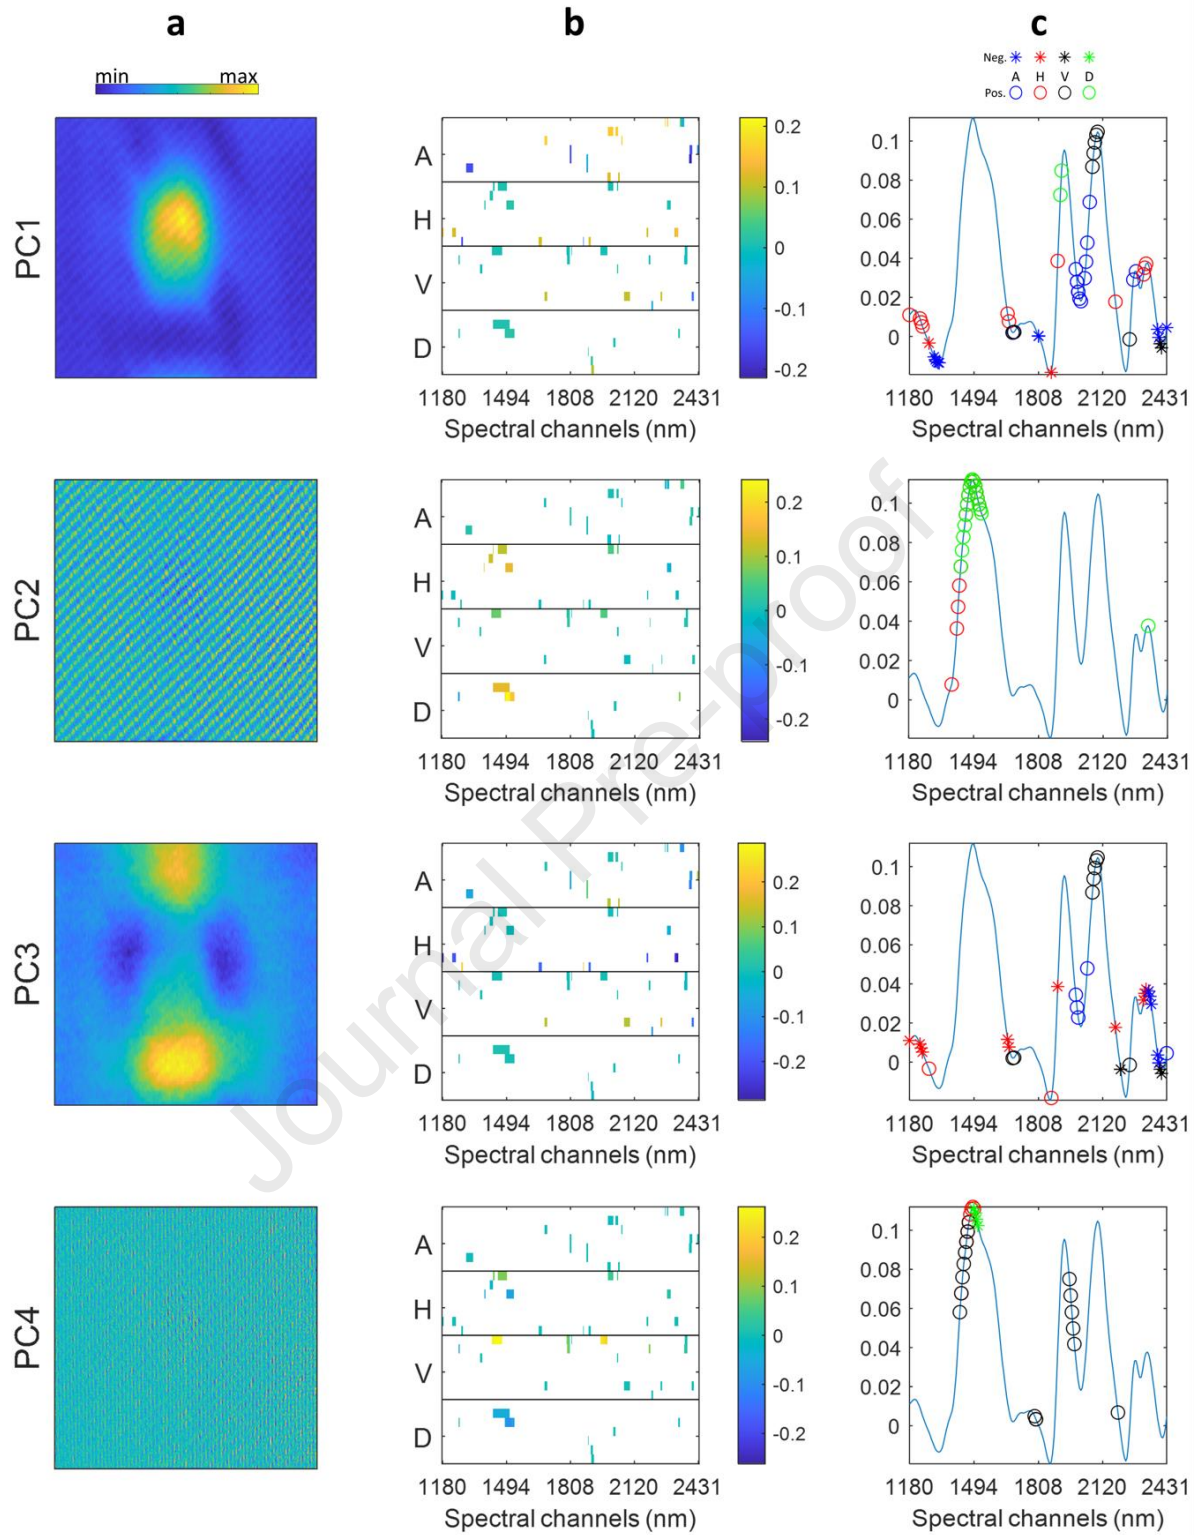 a b c
min max
Neg.
A H V D
Pos.
PC1
A
H
V
D
0.2
0.1
0
-0.1
-0.2
1180 1494 1808 2120 2431
Spectral channels (nm)
0.1
0.08
0.06
0.04
0.02
0
1180 1494 1808 2120 2431
Spectral channels (nm)
PC2
A
H
V
D
0.2
0.1
0
-0.1
-0.2
1180 1494 1808 2120 2431
Spectral channels (nm)
0.1
0.08
0.06
0.04
0.02
0
1180 1494 1808 2120 2431
Spectral channels (nm)
PC3
A
H
V
D
0.2
0.1
0
-0.1
-0.2
1180 1494 1808 2120 2431
Spectral channels (nm)
0.1
0.08
0.06
0.04
0.02
0
1180 1494 1808 2120 2431
Spectral channels (nm)
PC4
A
H
V
D
0.2
0.1
0
-0.1
-0.2
1180 1494 1808 2120 2431
Spectral channels (nm)
0.1
0.08
0.06
0.04
0.02
0
1180 1494 1808 2120 2431
Spectral channels (nm)
Journal Pre-proof